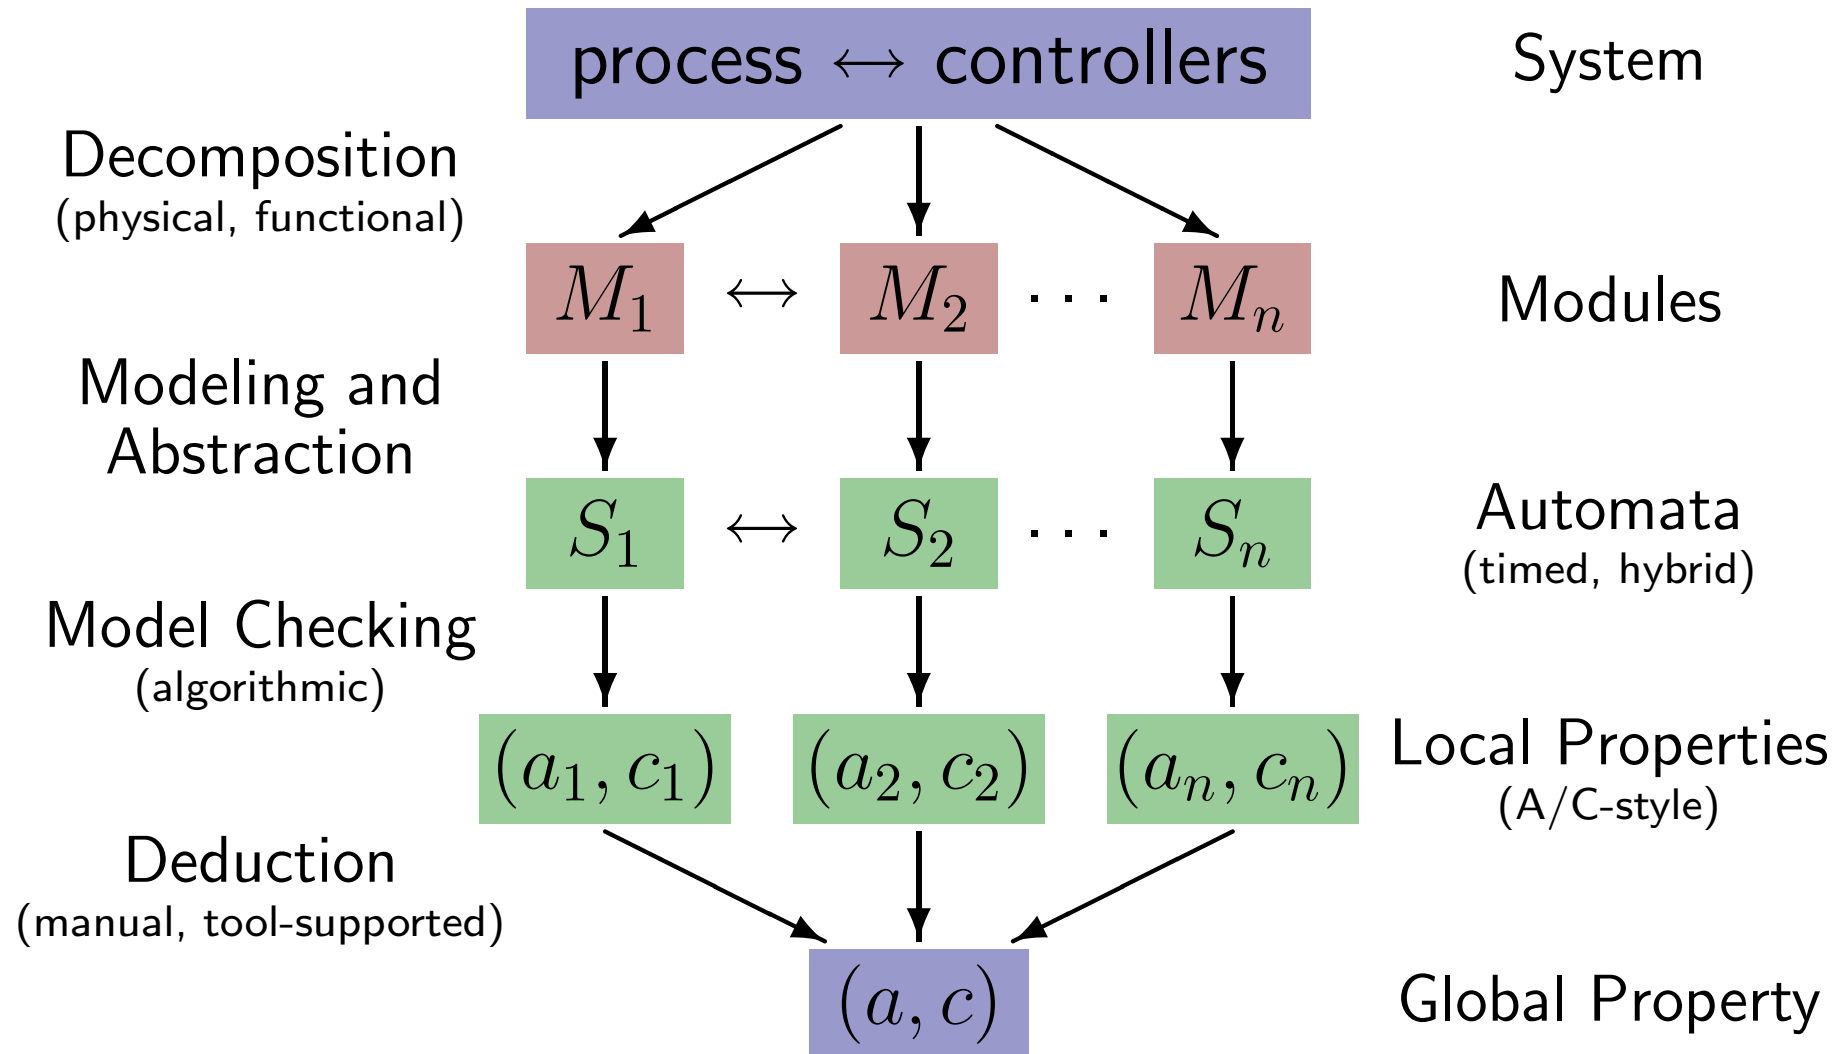 process ↔ controllers
System
Decomposition
(physical, functional)
M₁ ↔ M₂ ··· Mₙ
Modules
Modeling and
Abstraction
S₁ ↔ S₂ ··· Sₙ
Automata
(timed, hybrid)
Model Checking
(algorithmic)
(a₁, c₁) (a₂, c₂) (aₙ, cₙ)
Local Properties
(A/C-style)
Deduction
(manual, tool-supported)
(a, c)
Global Property